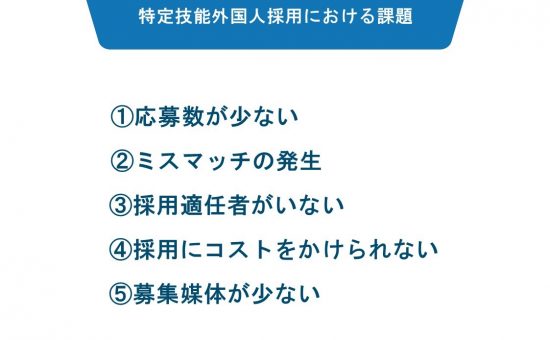 特定技能外国人採用における課題
①応募数が少ない
②ミスマッチの発生
③採用適任者がいない
④採用にコストをかけられない
⑤募集媒体が少ない